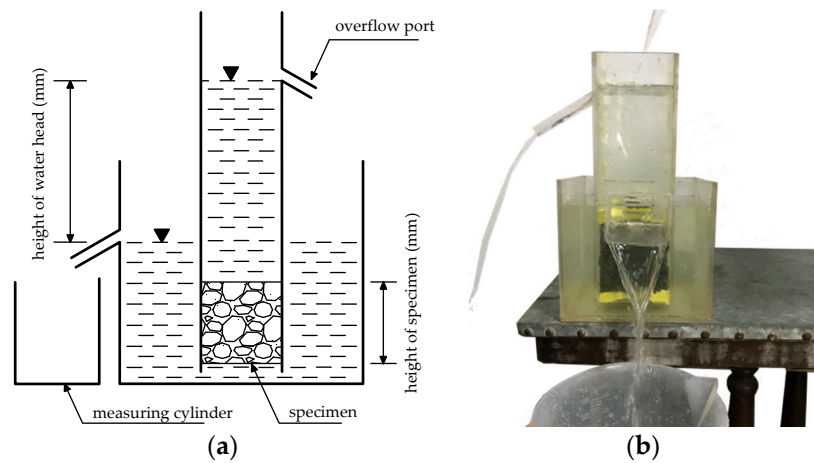 overflow port
height of water head (mm)
height of specimen (mm)
measuring cylinder
specimen
(a)
(b)